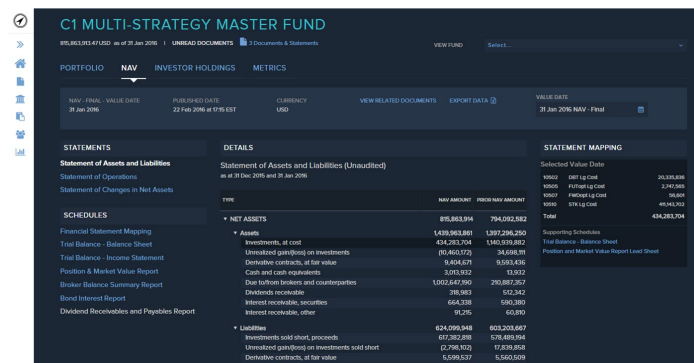 C1 MULTI-STRATEGY MASTER FUND
815,863,913.47 USD as of 31 Jan 2016 | UNREAD DOCUMENTS 3 Documents & Statements
VIEW FUND Select...
PORTFOLIO NAV INVESTOR HOLDINGS METRICS
NAV - FINAL - VALUE DATE PUBLISHED DATE CURRENCY VIEW RELATED DOCUMENTS EXPORT DATA VALUE DATE
31 Jan 2016 22 Feb 2016 at 17:15 EST USD 31 Jan 2016 NAV - Final
STATEMENTS
Statement of Assets and Liabilities
Statement of Operations
Statement of Changes in Net Assets
SCHEDULES
Financial Statement Mapping
Trial Balance - Balance Sheet
Trial Balance - Income Statement
Position & Market Value Report
Broker Balance Summary Report
Bond Interest Report
Dividend Receivables and Payables Report
DETAILS
Statement of Assets and Liabilities (Unaudited)
as at 31 Dec 2015 and 31 Jan 2016
TYPE NAV AMOUNT PRIOR NAV AMOUNT
NET ASSETS 815,863,914 794,092,582
Assets 1,439,963,861 1,397,296,250
Investments, at cost 434,283,704 1,140,939,882
Unrealized gain/(loss) on investments (10,460,172) 34,698,111
Derivative contracts, at fair value 9,404,671 9,593,436
Cash and cash equivalents 3,013,932 13,932
Due to/from brokers and counterparties 1,002,647,190 210,887,357
Dividends receivable 318,983 512,342
Interest receivable, securities 664,338 590,380
Interest receivable, other 91,215 60,810
Liabilities 624,099,948 603,203,667
Investments sold short, proceeds 617,382,818 578,489,194
Unrealized gain/(loss) on investments sold short (2,798,102) 17,839,858
Derivative contracts, at fair value 5,599,537 5,560,509
STATEMENT MAPPING
Selected Value Date
10502 DBT Lg Cost 20,335,836
10505 FUTopt Lg Cost 2,747,565
10507 FWDopt Lg Cost 56,601
10510 STK Lg Cost 411,143,702
Total 434,283,704
Supporting Schedules
Trial Balance - Balance Sheet
Position and Market Value Report Lead Sheet